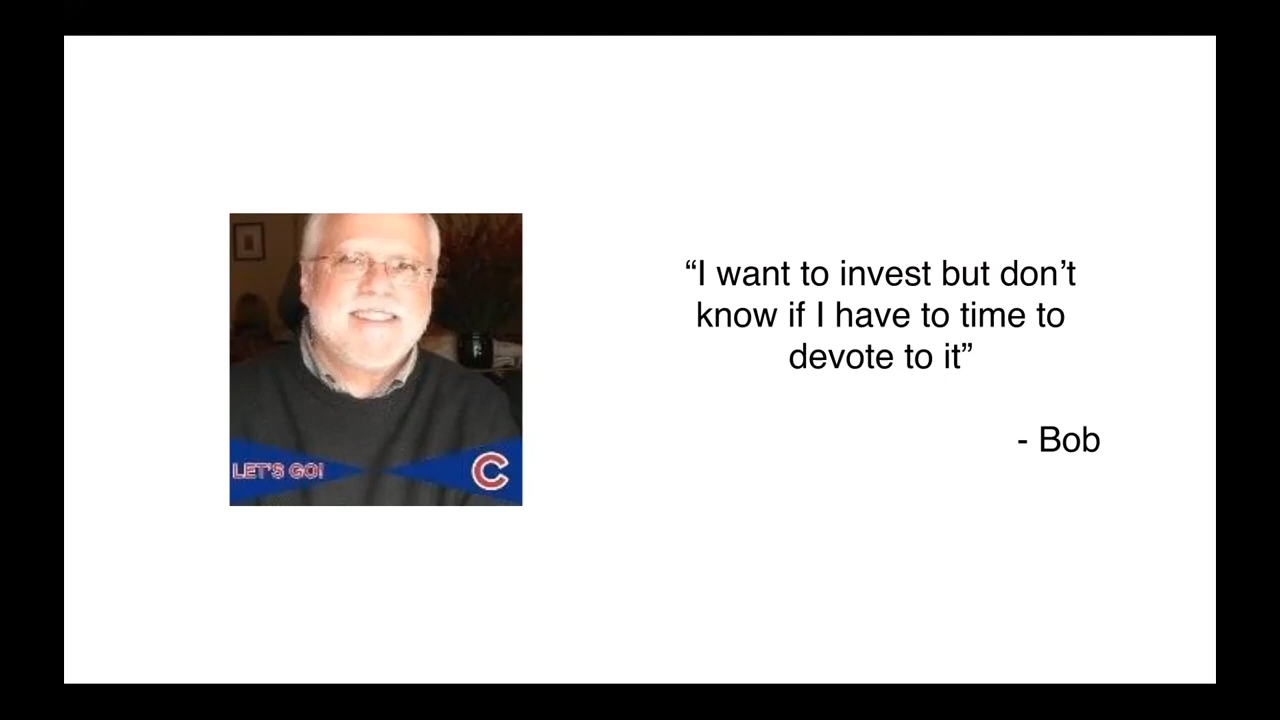 “I want to invest but don’t
know if I have to time to
devote to it”
- Bob
LET'S GO!
C